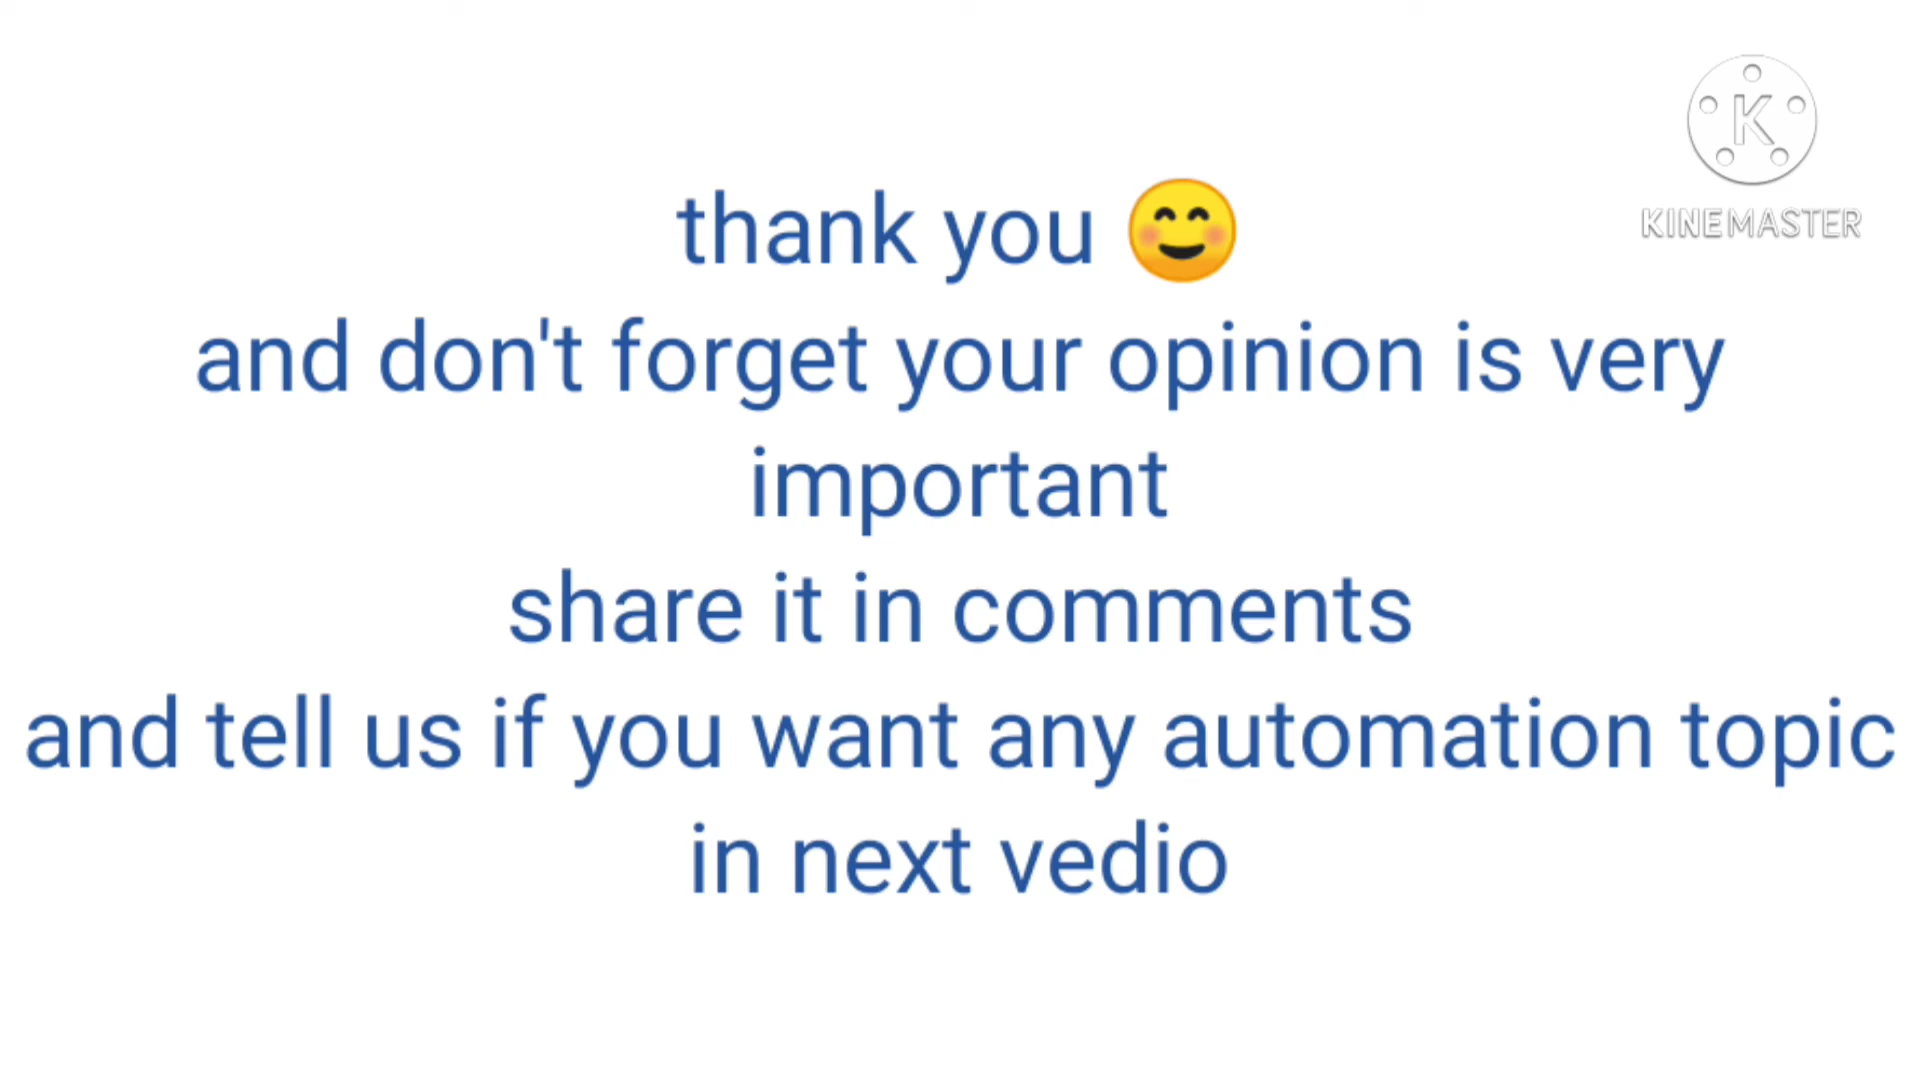 K
KINEMASTER
thank you 😊
and don't forget your opinion is very
important
share it in comments
and tell us if you want any automation topic
in next vedio